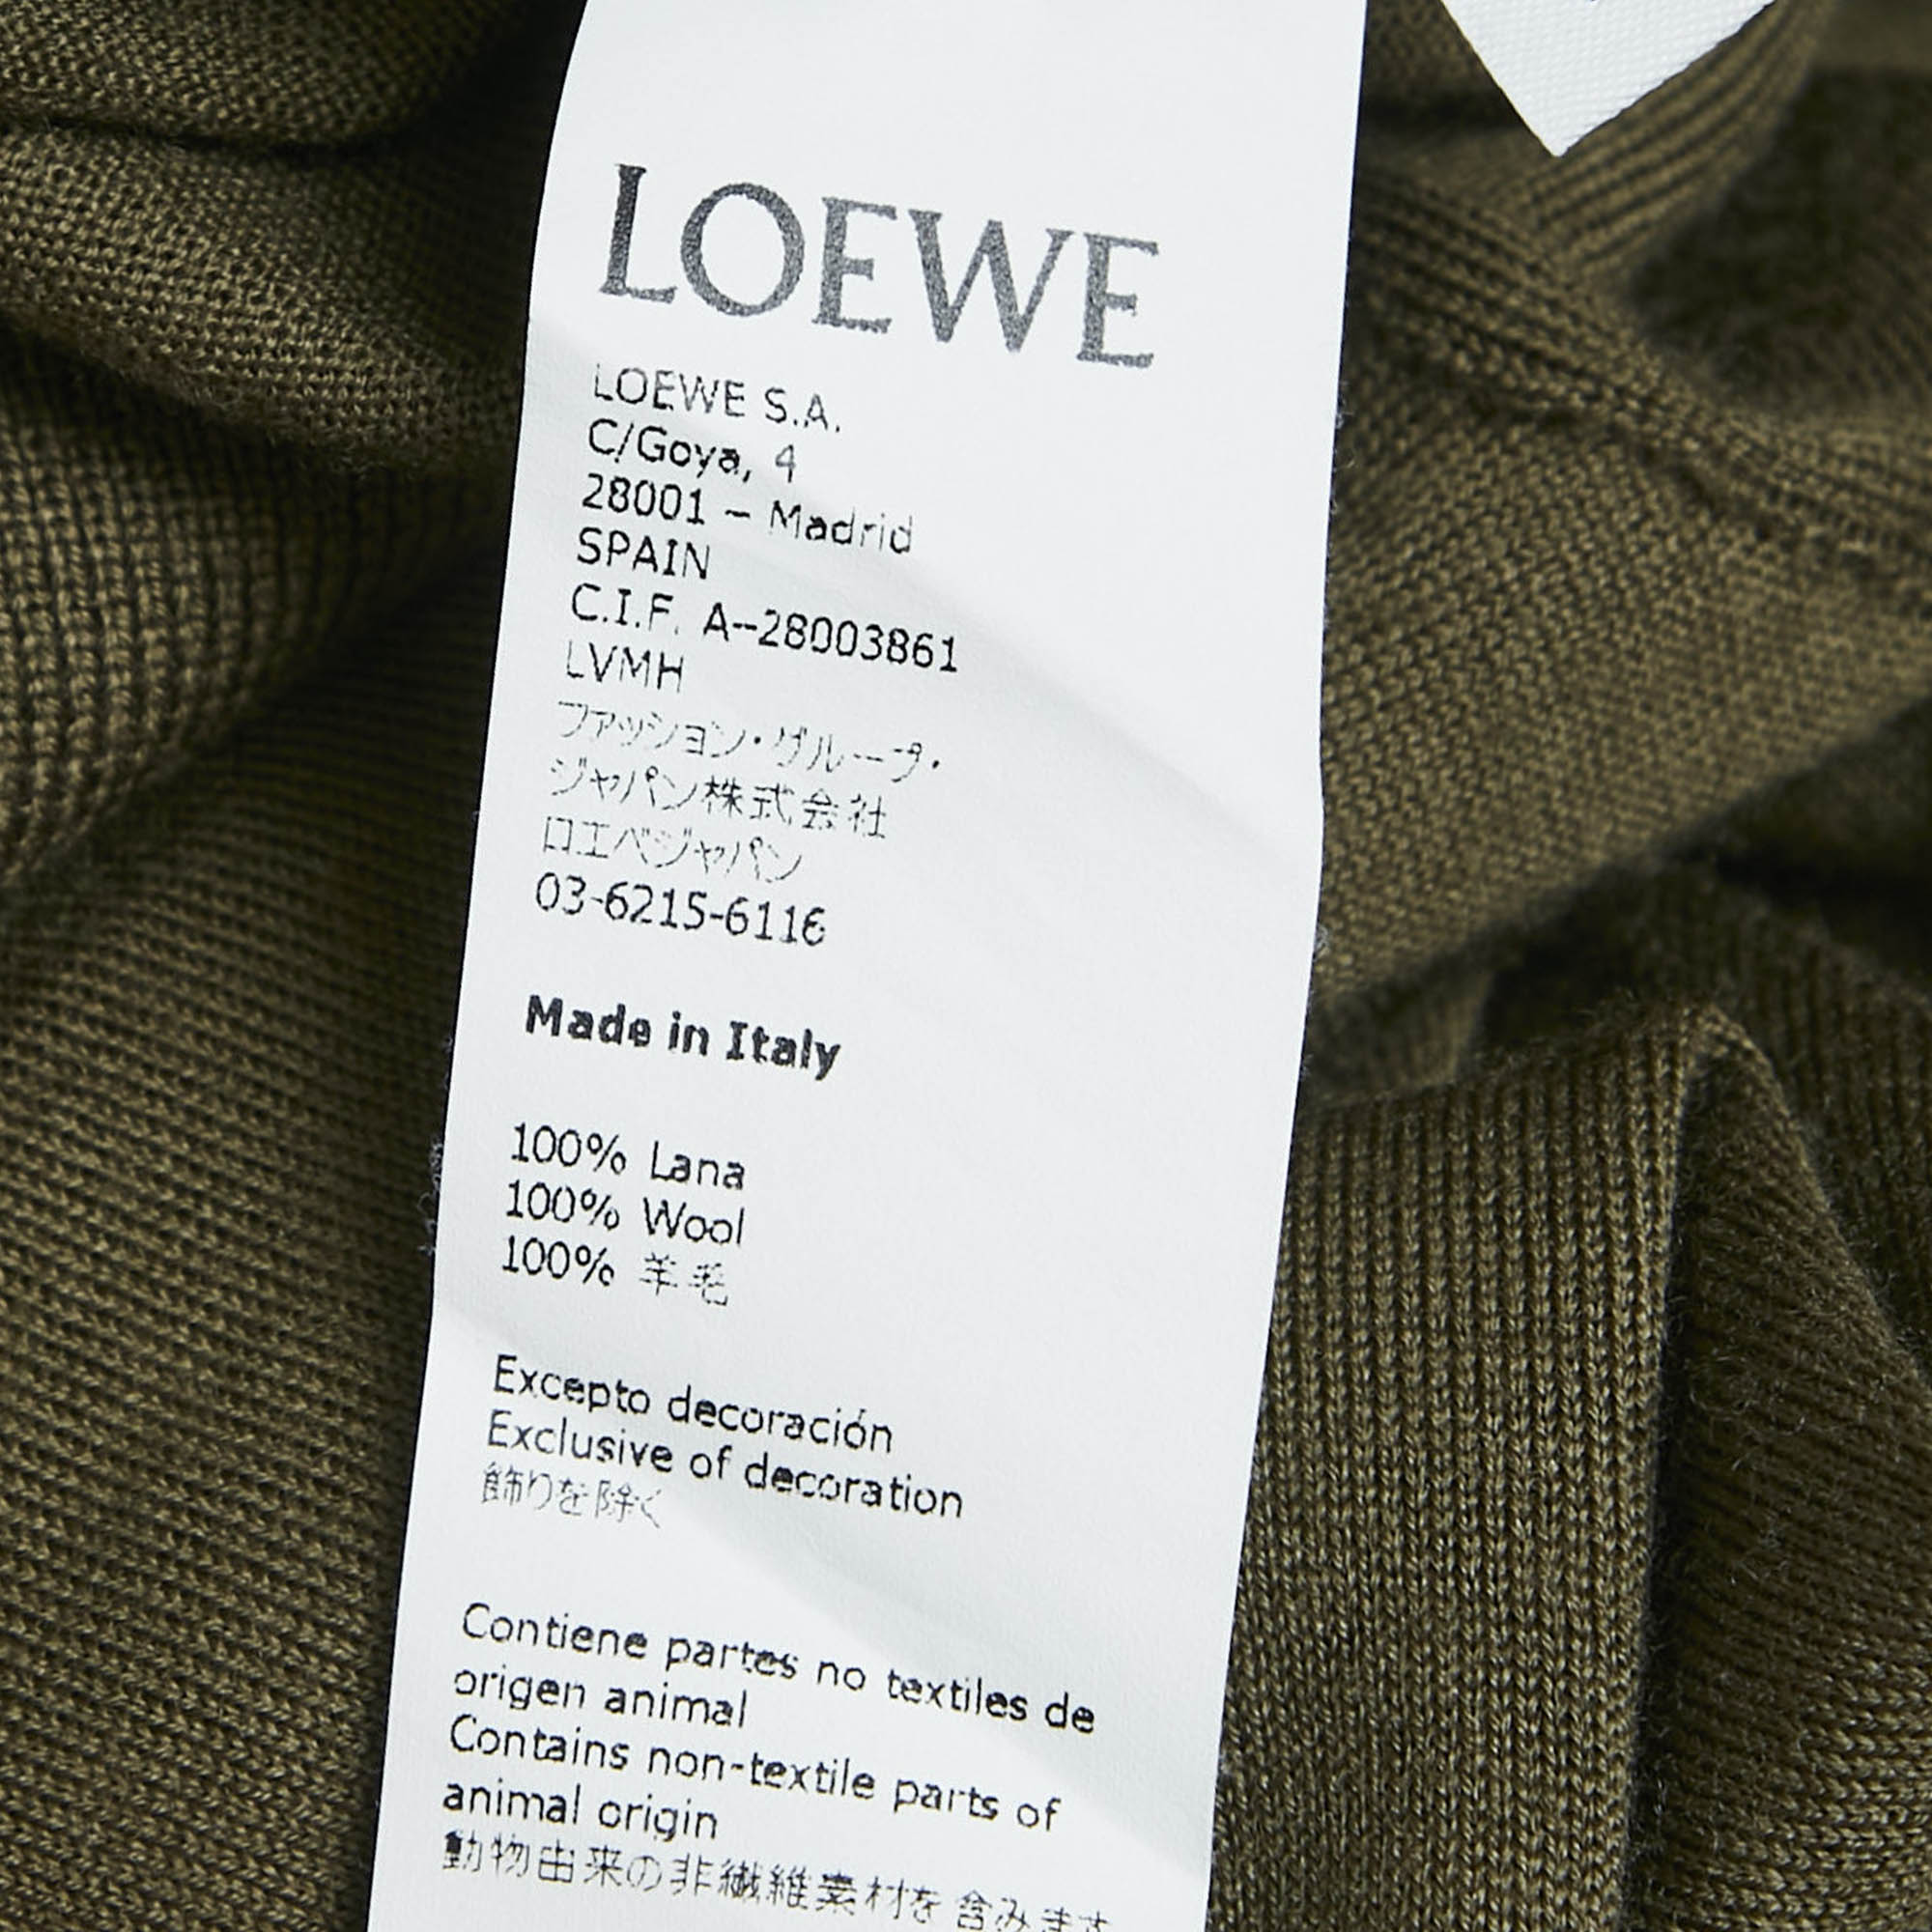 LOEWE
LOEWE S.A.
C/Goya, 4
28001 – Madrid
SPAIN
C.I.F. A--28003861
LVMH
ファッション・グループ・
ジャパン株式会社
ロエベジャパン
03-6215-6116
Made in Italy
100% Lana
100% Wool
100% 羊毛
Excepto decoración
Exclusive of decoration
飾りを除く
Contiene partes no textiles de
origen animal
Contains non-textile parts of
animal origin
動物由来の非繊維素材を含みます